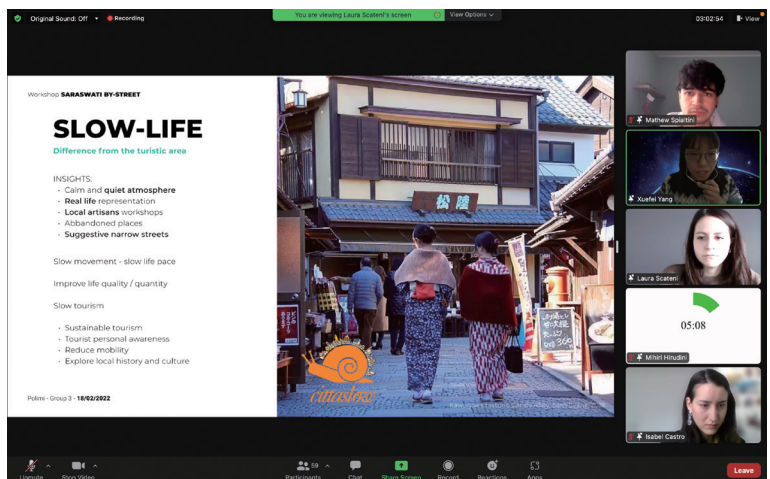 Original Sound: Off
Recording
You are viewing Laura Scateni's screen
View Options
03:02:54
View
Workshop SARASWATI BY-STREET
SLOW-LIFE
Difference from the turistic area
INSIGHTS:
• Calm and quiet atmosphere
• Real life representation
• Local artisans workshops
• Abbandoned places
• Suggestive narrow streets
Slow movement - slow life pace
Improve life quality / quantity
Slow tourism
• Sustainable tourism
• Tourist personal awareness
• Reduce mobility
• Explore local history and culture
Polimi - Group 3 - 18/02/2022
松陸
360
cittaslow
Mathew Spialtini
Xuefei Yang
Laura Scateni
05:08
Mihiri Hirudini
Isabel Castro
Unmute
Stop Video
59
Participants
Chat
Share Screen
Record
Reactions
Apps
Leave